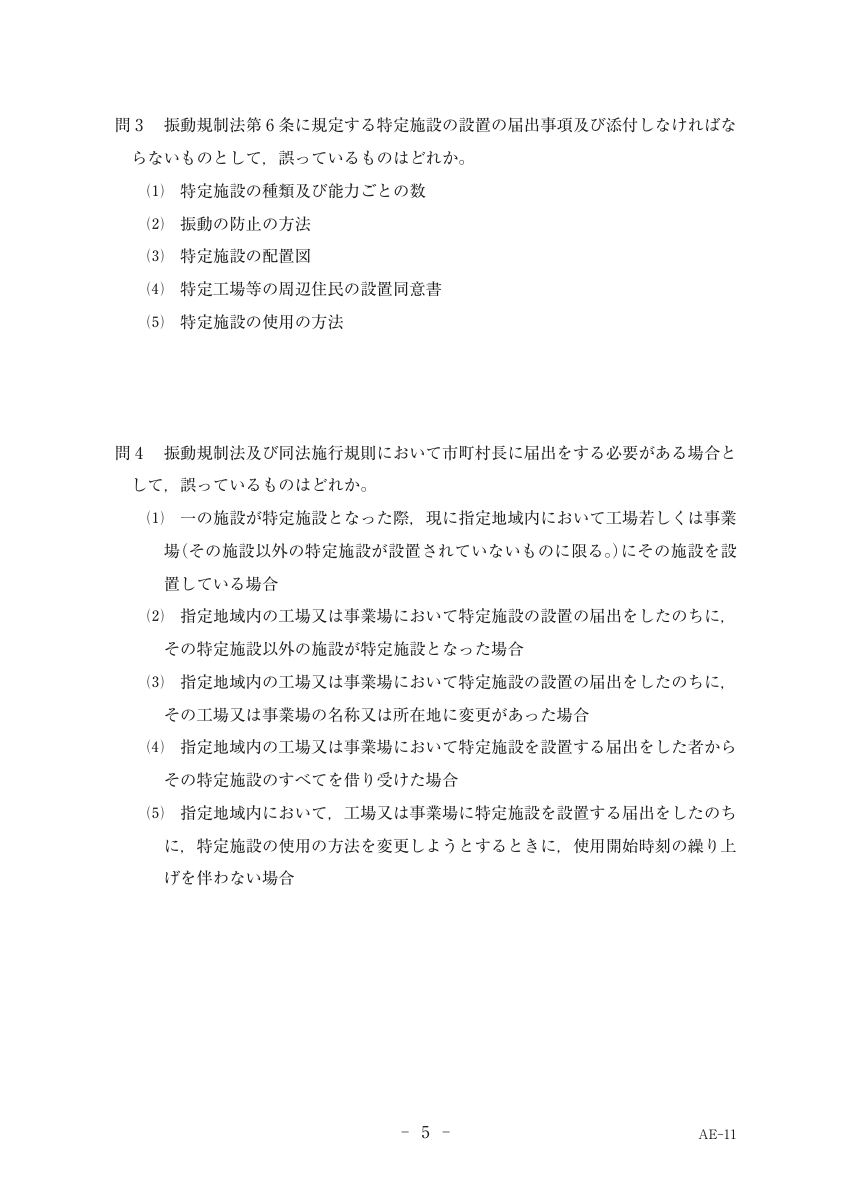 問３　振動規制法第６条に規定する特定施設の設置の届出事項及び添付しなければな
らないものとして，誤っているものはどれか。
⑴　特定施設の種類及び能力ごとの数
⑵　振動の防止の方法
⑶　特定施設の配置図
⑷　特定工場等の周辺住民の設置同意書
⑸　特定施設の使用の方法
問４　振動規制法及び同法施行規則において市町村長に届出をする必要がある場合と
して，誤っているものはどれか。
⑴　一の施設が特定施設となった際，現に指定地域内において工場若しくは事業
場（その施設以外の特定施設が設置されていないものに限る。）にその施設を設
置している場合
⑵　指定地域内の工場又は事業場において特定施設の設置の届出をしたのちに，
その特定施設以外の施設が特定施設となった場合
⑶　指定地域内の工場又は事業場において特定施設の設置の届出をしたのちに，
その工場又は事業場の名称又は所在地に変更があった場合
⑷　指定地域内の工場又は事業場において特定施設を設置する届出をした者から
その特定施設のすべてを借り受けた場合
⑸　指定地域内において，工場又は事業場に特定施設を設置する届出をしたのち
に，特定施設の使用の方法を変更しようとするときに，使用開始時刻の繰り上
げを伴わない場合
－ 5 －
AE−11